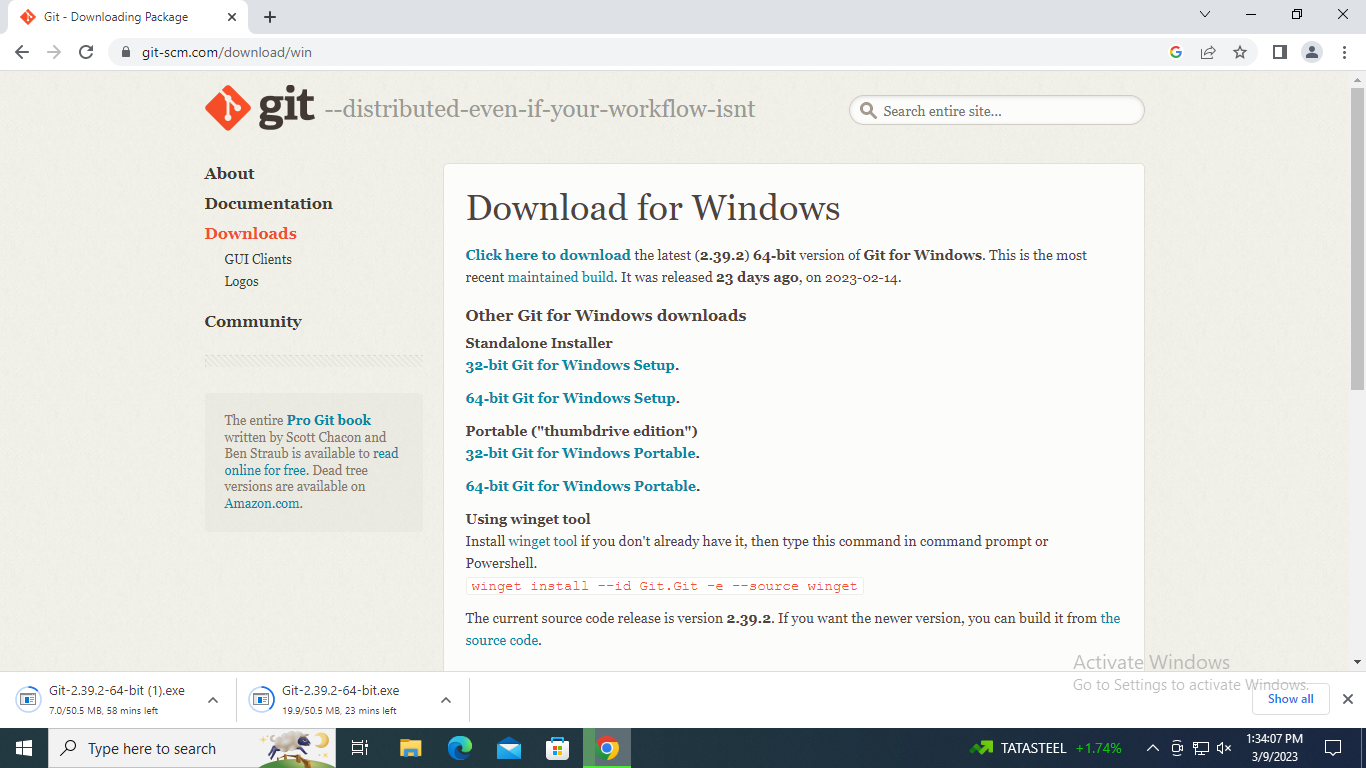 Git - Downloading Package
git-scm.com/download/win
git --distributed-even-if-your-workflow-isnt
Search entire site...
About
Documentation
Downloads
GUI Clients
Logos
Community
The entire Pro Git book
written by Scott Chacon and
Ben Straub is available to read
online for free. Dead tree
versions are available on
Amazon.com.
Download for Windows
Click here to download the latest (2.39.2) 64-bit version of Git for Windows. This is the most
recent maintained build. It was released 23 days ago, on 2023-02-14.
Other Git for Windows downloads
Standalone Installer
32-bit Git for Windows Setup.
64-bit Git for Windows Setup.
Portable ("thumbdrive edition")
32-bit Git for Windows Portable.
64-bit Git for Windows Portable.
Using winget tool
Install winget tool if you don't already have it, then type this command in command prompt or
Powershell.
winget install --id Git.Git -e --source winget
The current source code release is version 2.39.2. If you want the newer version, you can build it from the
source code.
Activate Windows
Go to Settings to activate Windows.
Git-2.39.2-64-bit (1).exe
7.0/50.5 MB, 58 mins left
Git-2.39.2-64-bit.exe
19.9/50.5 MB, 23 mins left
Show all
Type here to search
TATASTEEL +1.74%
1:34:07 PM
3/9/2023